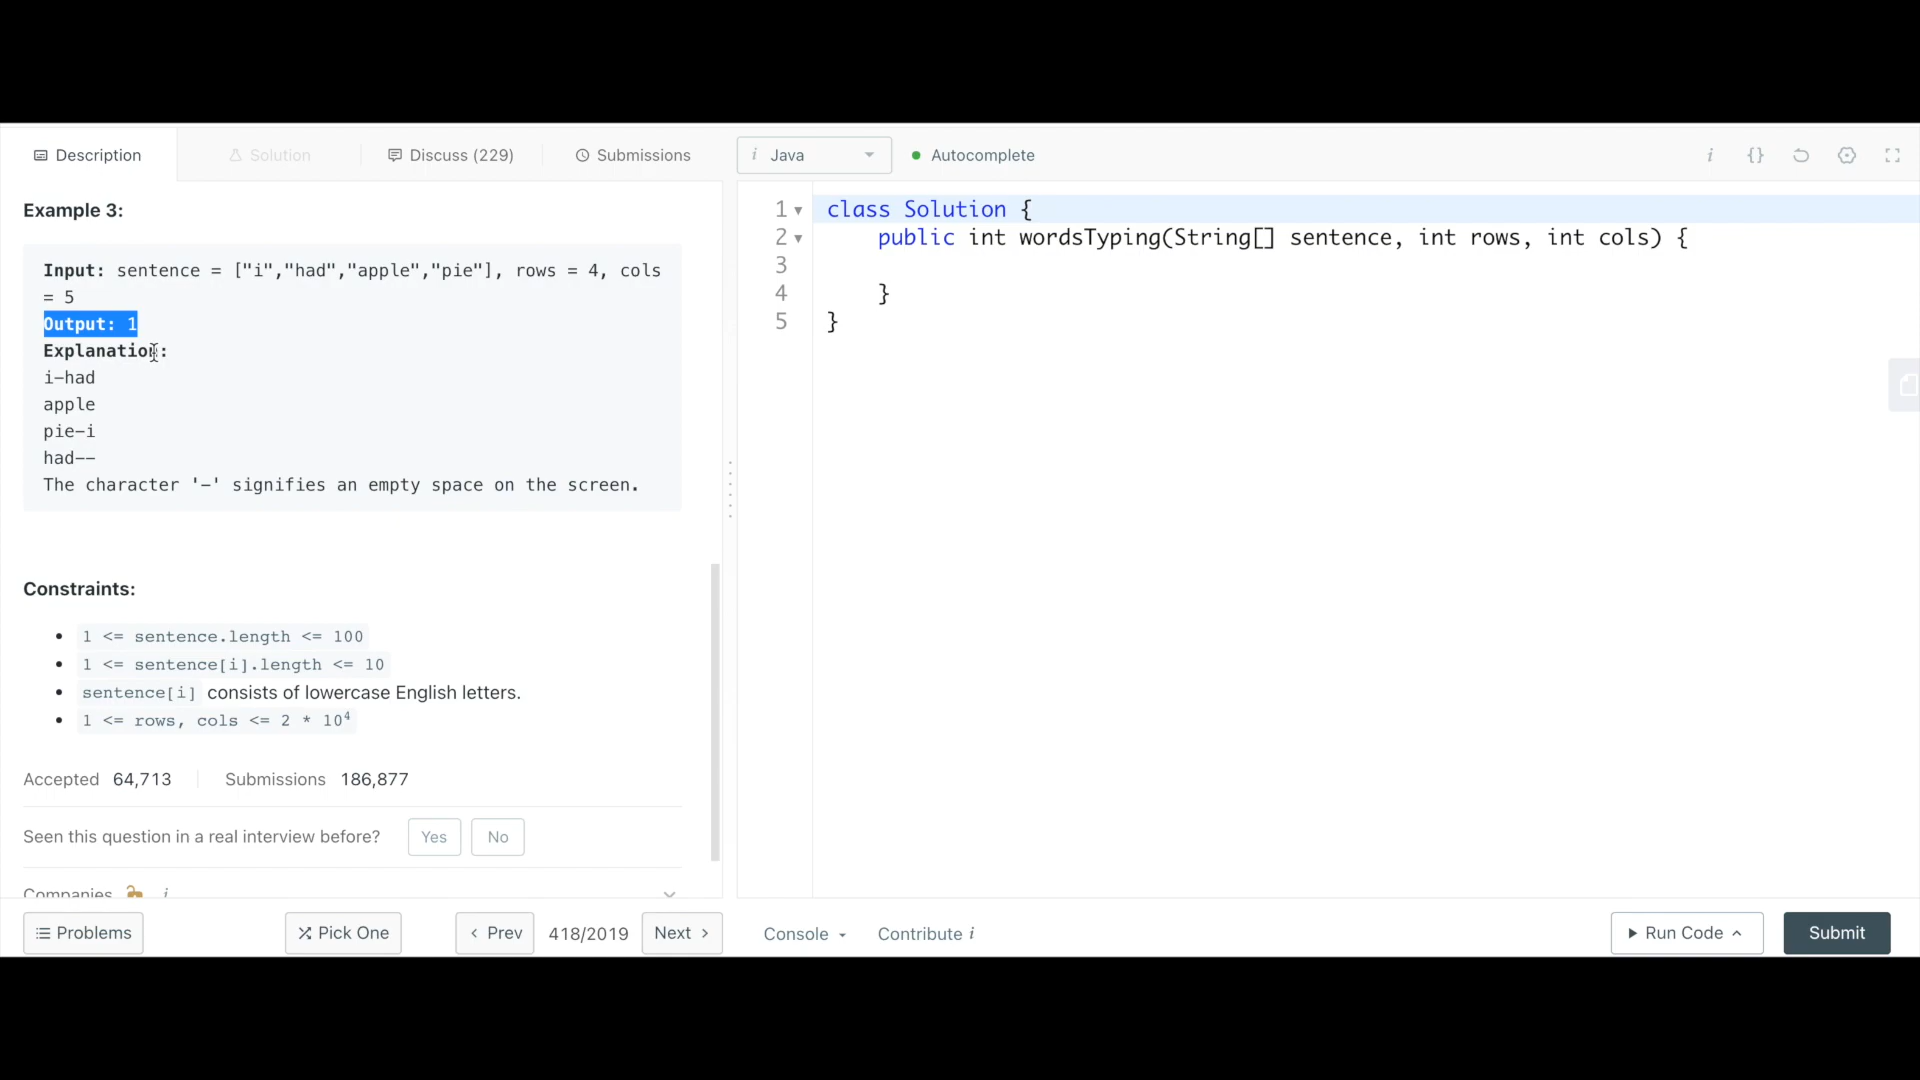 Description
Solution
Discuss (229)
Submissions
i Java
Autocomplete
i {}
Example 3:
Input: sentence = ["i","had","apple","pie"], rows = 4, cols
= 5
Output: 1
Explanation:
i-had
apple
pie-i
had--
The character '-' signifies an empty space on the screen.
Constraints:
1 <= sentence.length <= 100
1 <= sentence[i].length <= 10
sentence[i] consists of lowercase English letters.
1 <= rows, cols <= 2 * 10⁴
Accepted 64,713 Submissions 186,877
Seen this question in a real interview before? Yes No
Companies i
Problems
Pick One
Prev
418/2019
Next
1 class Solution {
2 public int wordsTyping(String[] sentence, int rows, int cols) {
3
4 }
5 }
Console
Contribute i
Run Code
Submit